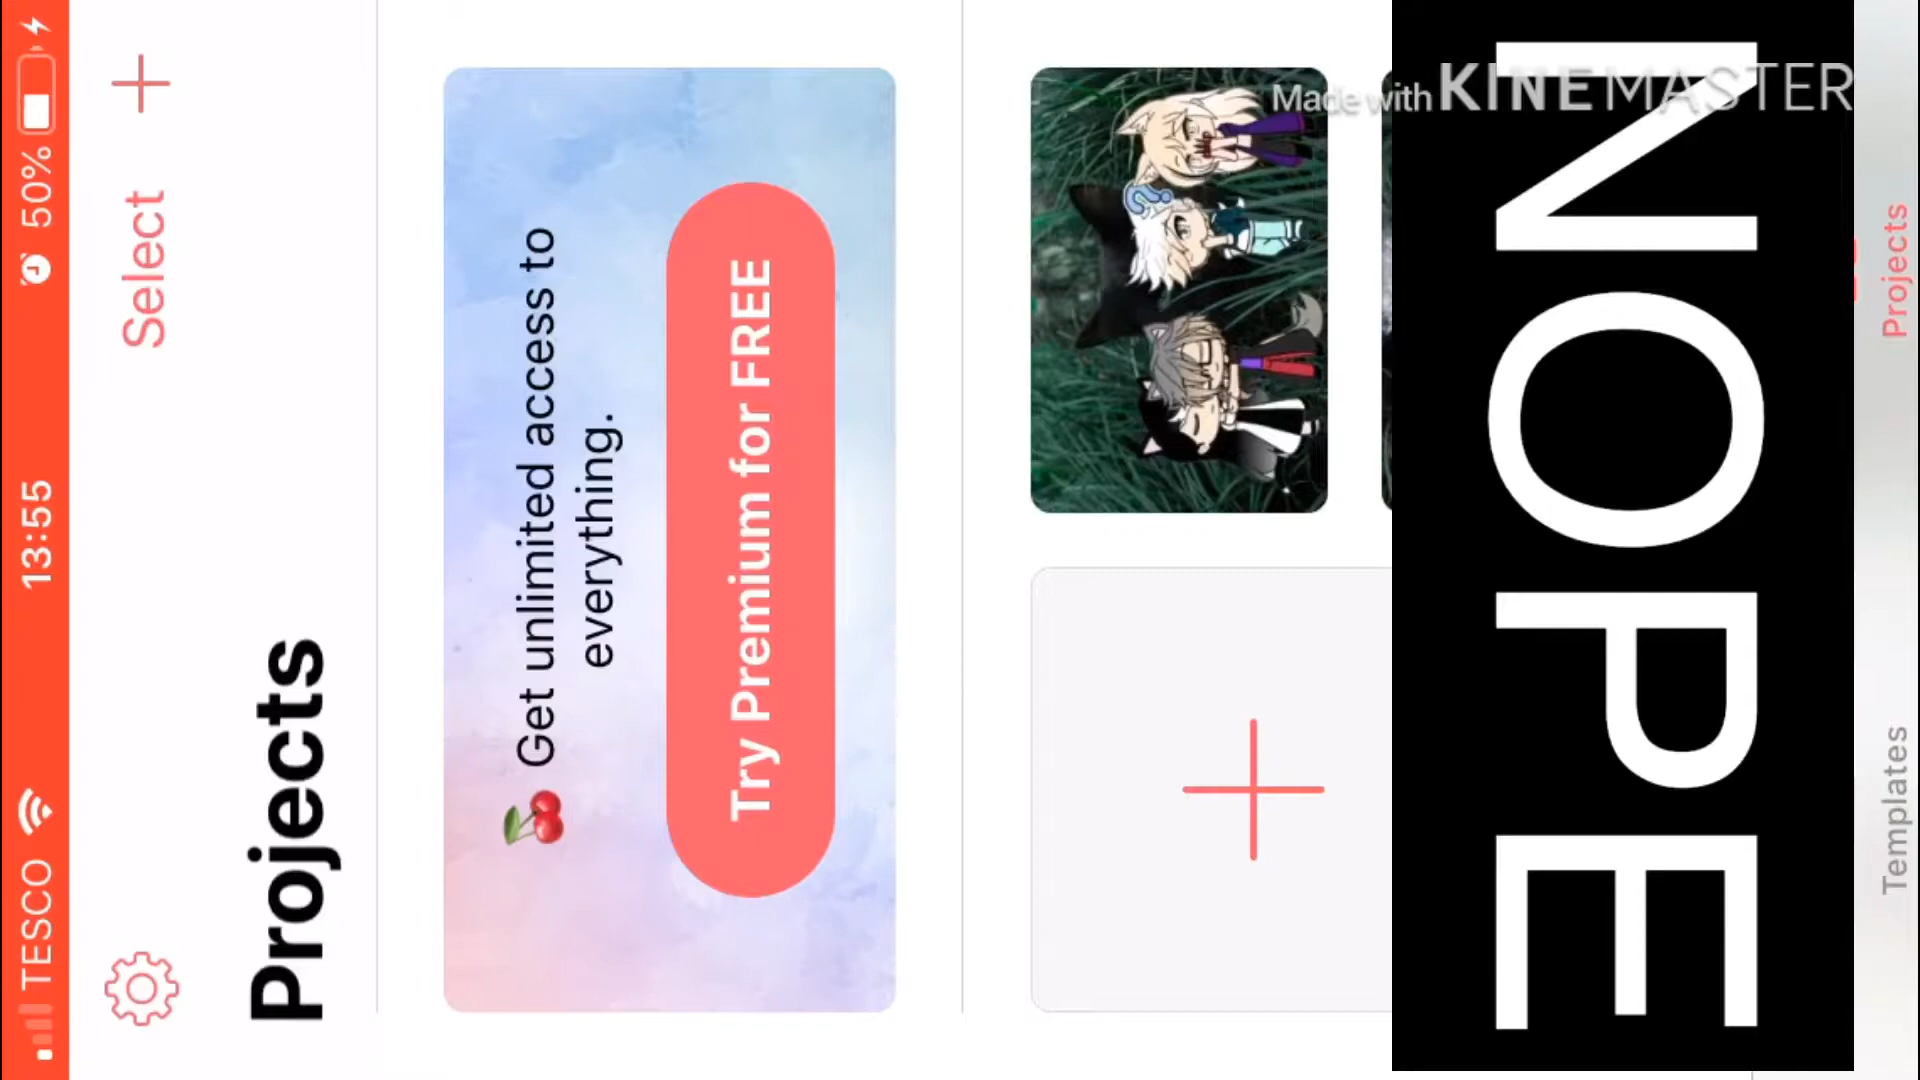 TESCO 13:55 50%
Select
Projects
Get unlimited access to
everything.
Try Premium for FREE
Made with KINEMASTER
NOPE
Templates Projects